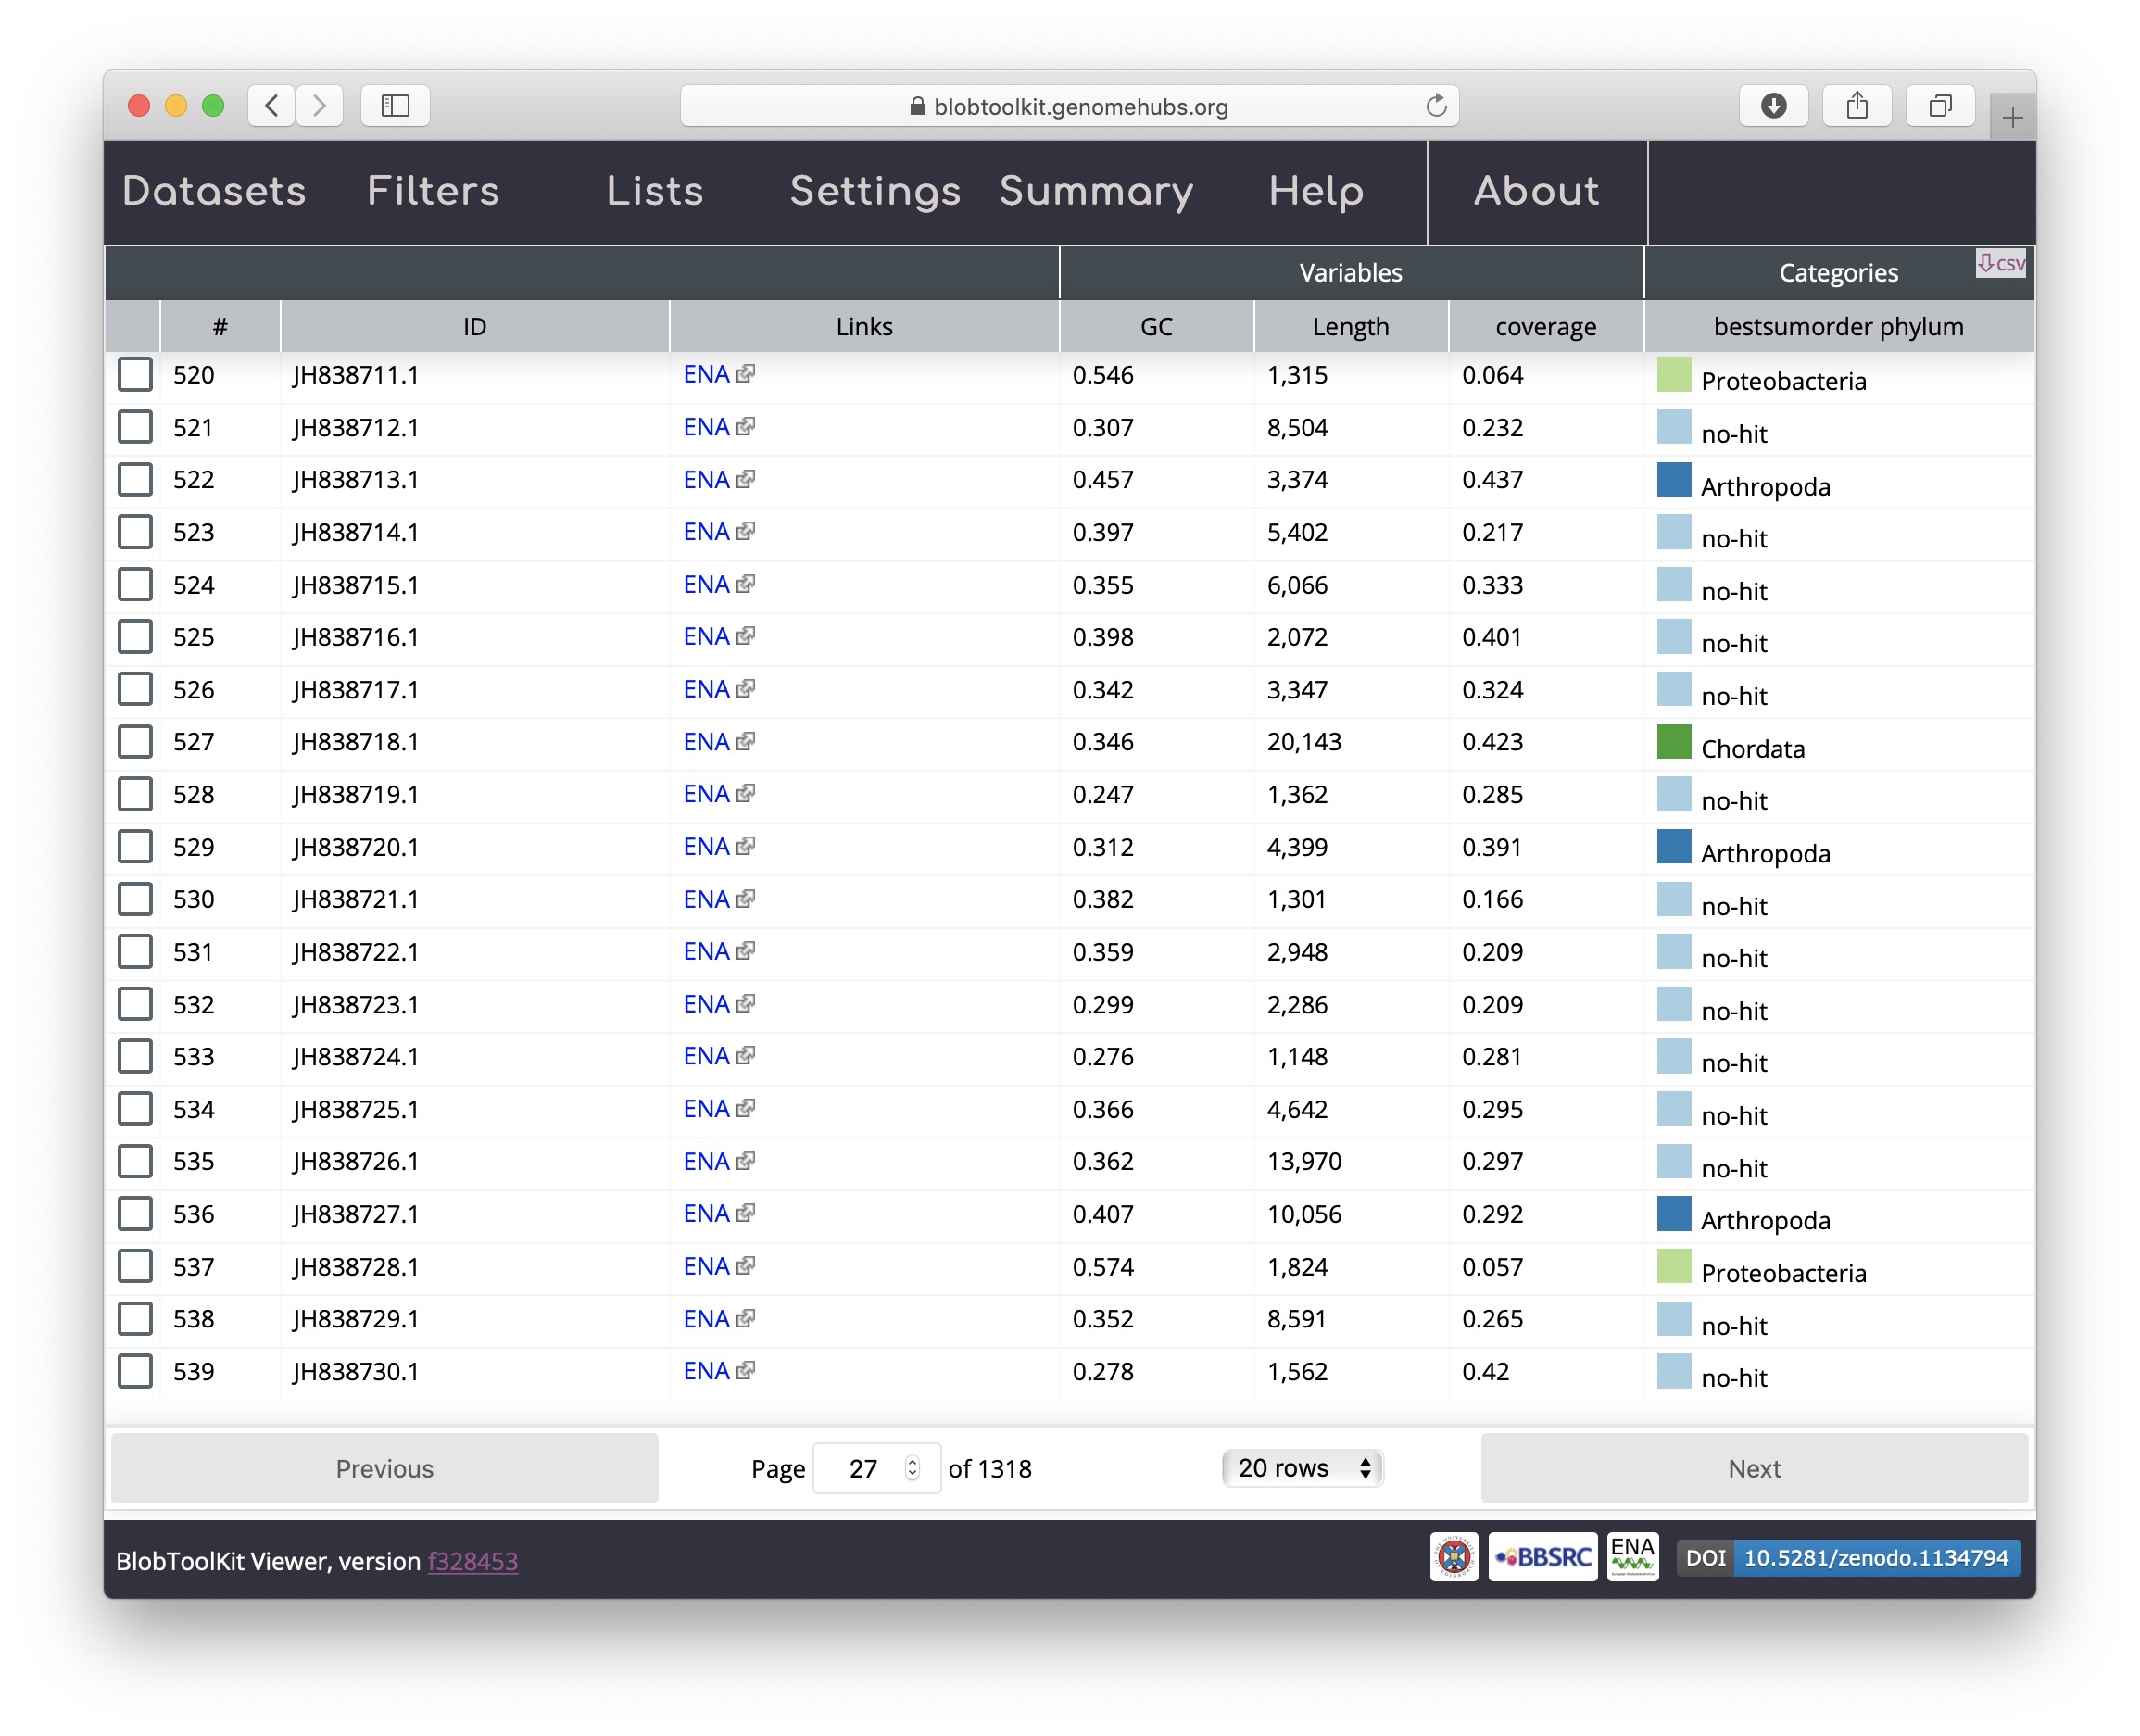 blobtoolkit.genomehubs.org
Datasets Filters Lists Settings Summary Help About
Variables Categories csv
# ID Links GC Length coverage bestsumorder phylum
520 JH838711.1 ENA 0.546 1,315 0.064 Proteobacteria
521 JH838712.1 ENA 0.307 8,504 0.232 no-hit
522 JH838713.1 ENA 0.457 3,374 0.437 Arthropoda
523 JH838714.1 ENA 0.397 5,402 0.217 no-hit
524 JH838715.1 ENA 0.355 6,066 0.333 no-hit
525 JH838716.1 ENA 0.398 2,072 0.401 no-hit
526 JH838717.1 ENA 0.342 3,347 0.324 no-hit
527 JH838718.1 ENA 0.346 20,143 0.423 Chordata
528 JH838719.1 ENA 0.247 1,362 0.285 no-hit
529 JH838720.1 ENA 0.312 4,399 0.391 Arthropoda
530 JH838721.1 ENA 0.382 1,301 0.166 no-hit
531 JH838722.1 ENA 0.359 2,948 0.209 no-hit
532 JH838723.1 ENA 0.299 2,286 0.209 no-hit
533 JH838724.1 ENA 0.276 1,148 0.281 no-hit
534 JH838725.1 ENA 0.366 4,642 0.295 no-hit
535 JH838726.1 ENA 0.362 13,970 0.297 no-hit
536 JH838727.1 ENA 0.407 10,056 0.292 Arthropoda
537 JH838728.1 ENA 0.574 1,824 0.057 Proteobacteria
538 JH838729.1 ENA 0.352 8,591 0.265 no-hit
539 JH838730.1 ENA 0.278 1,562 0.42 no-hit
Previous Page 27 of 1318 20 rows Next
BlobToolKit Viewer, version f328453 BBSRC ENA DOI 10.5281/zenodo.1134794